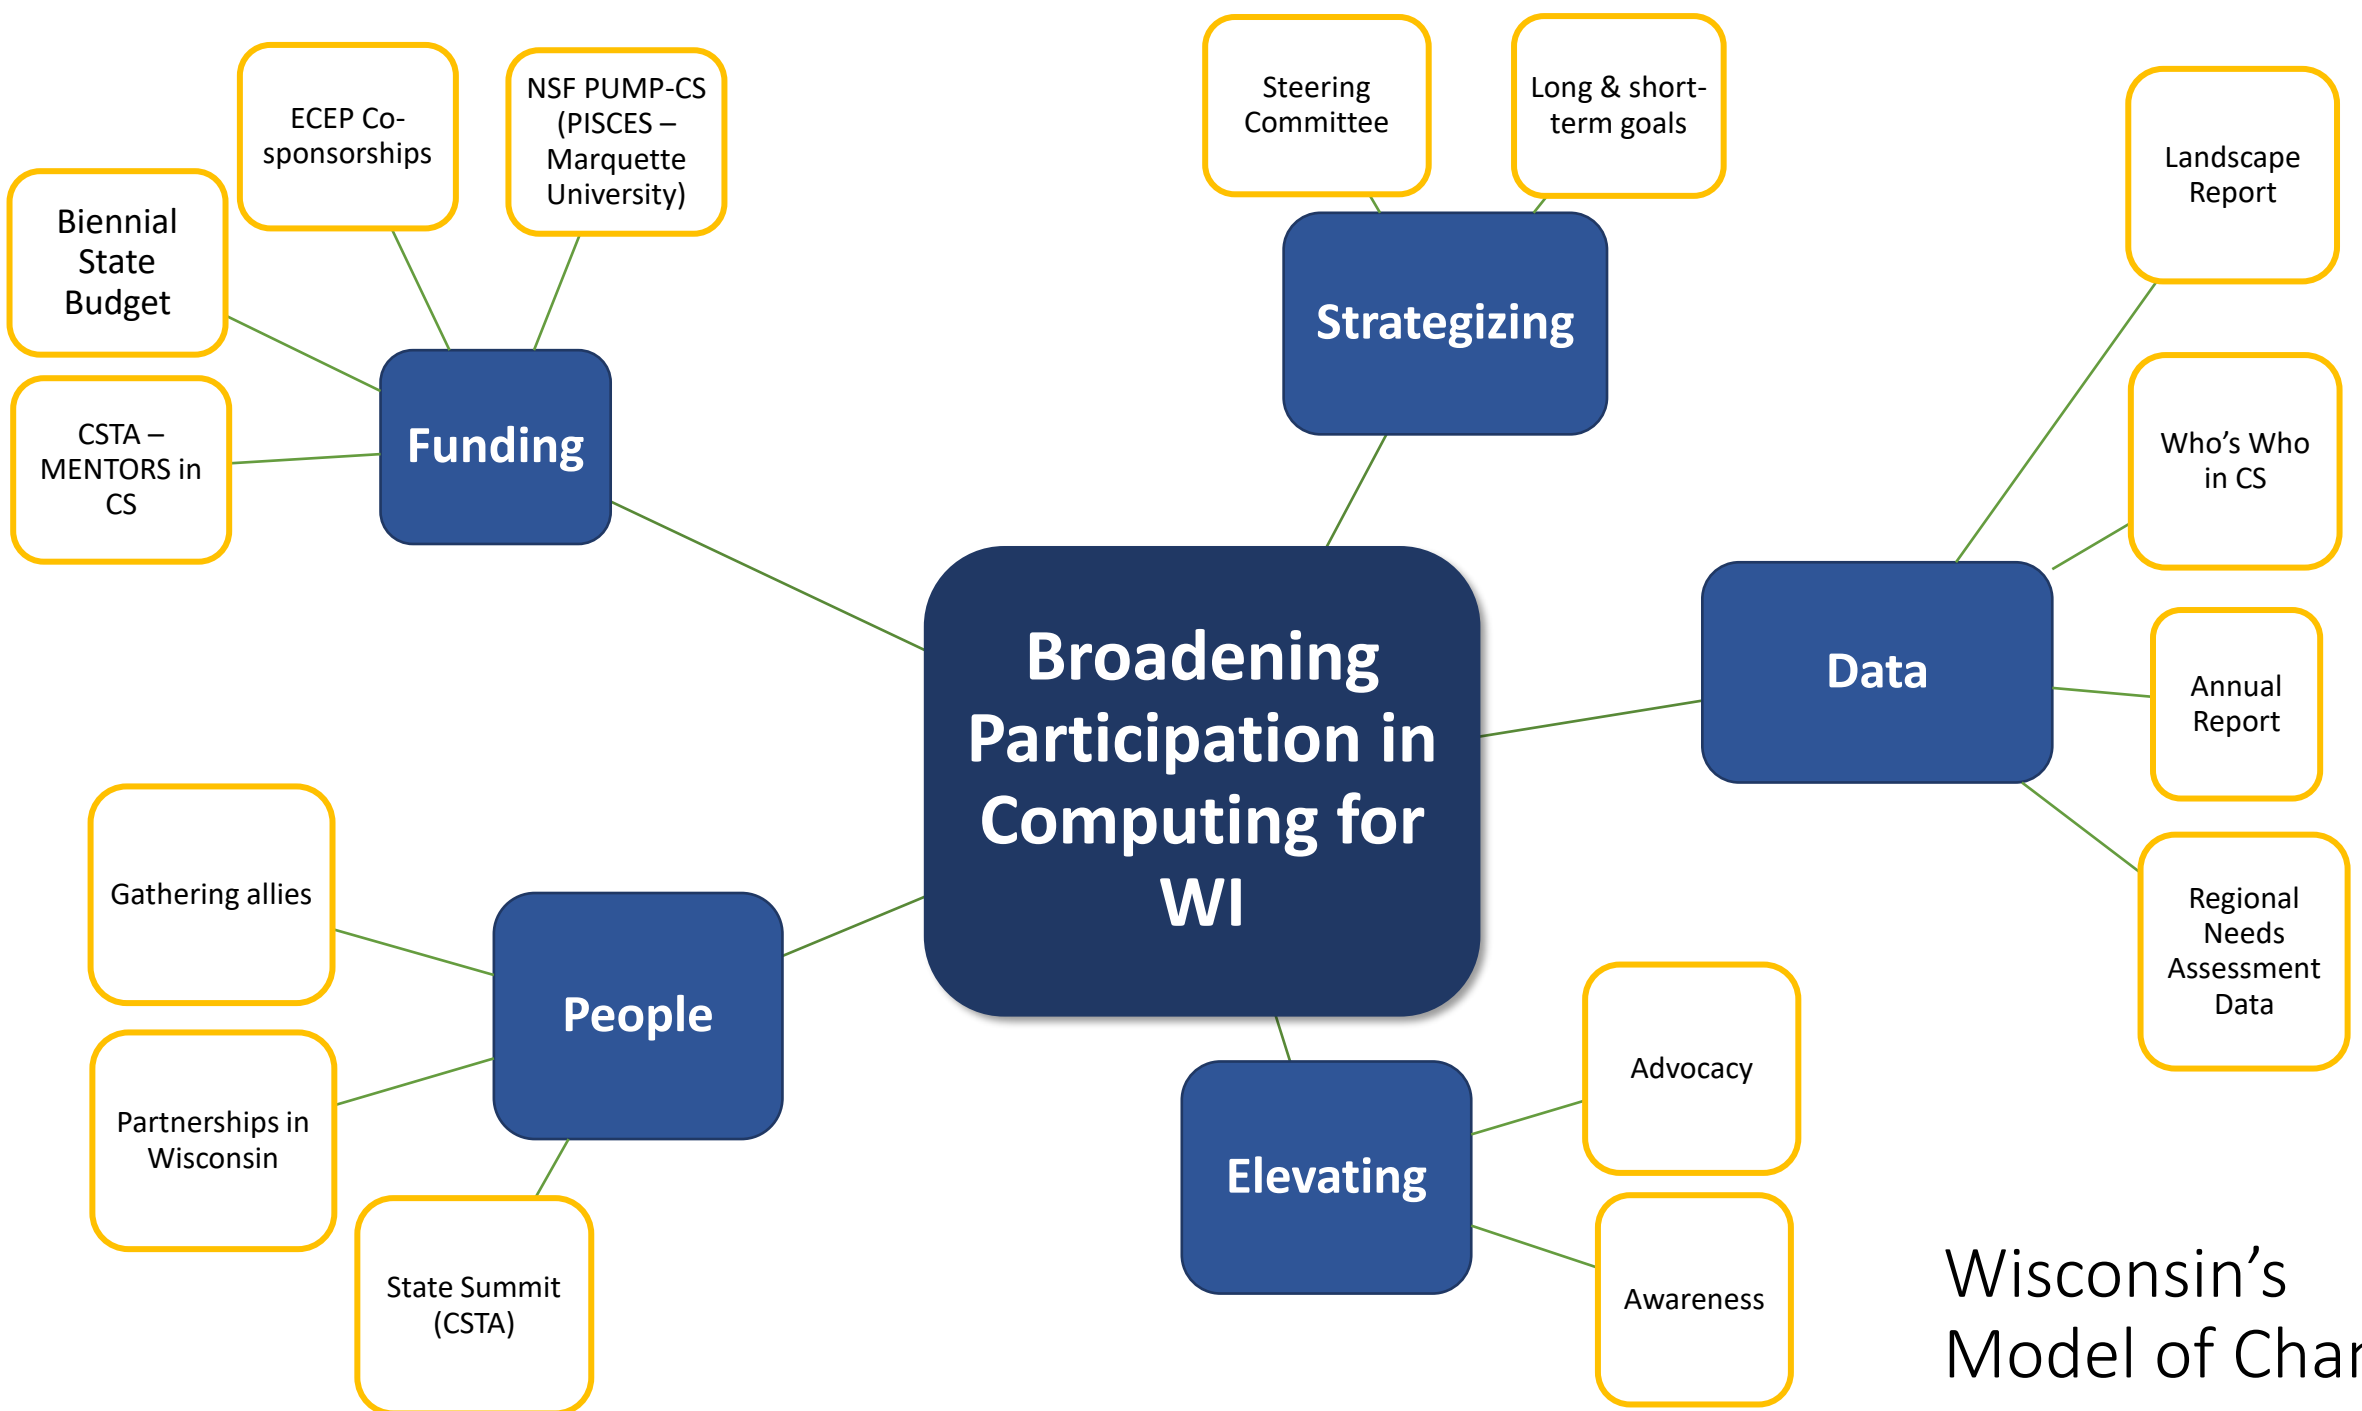 ECEP Co-
sponsorships
NSF PUMP-CS
(PISCES –
Marquette
University)
Biennial
State
Budget
CSTA –
MENTORS in
CS
Funding
Steering
Committee
Long & short-
term goals
Strategizing
Landscape
Report
Who’s Who
in CS
Annual
Report
Regional
Needs
Assessment
Data
Data
Broadening
Participation in
Computing for
WI
Gathering allies
Partnerships in
Wisconsin
State Summit
(CSTA)
People
Elevating
Advocacy
Awareness
Wisconsin’s
Model of